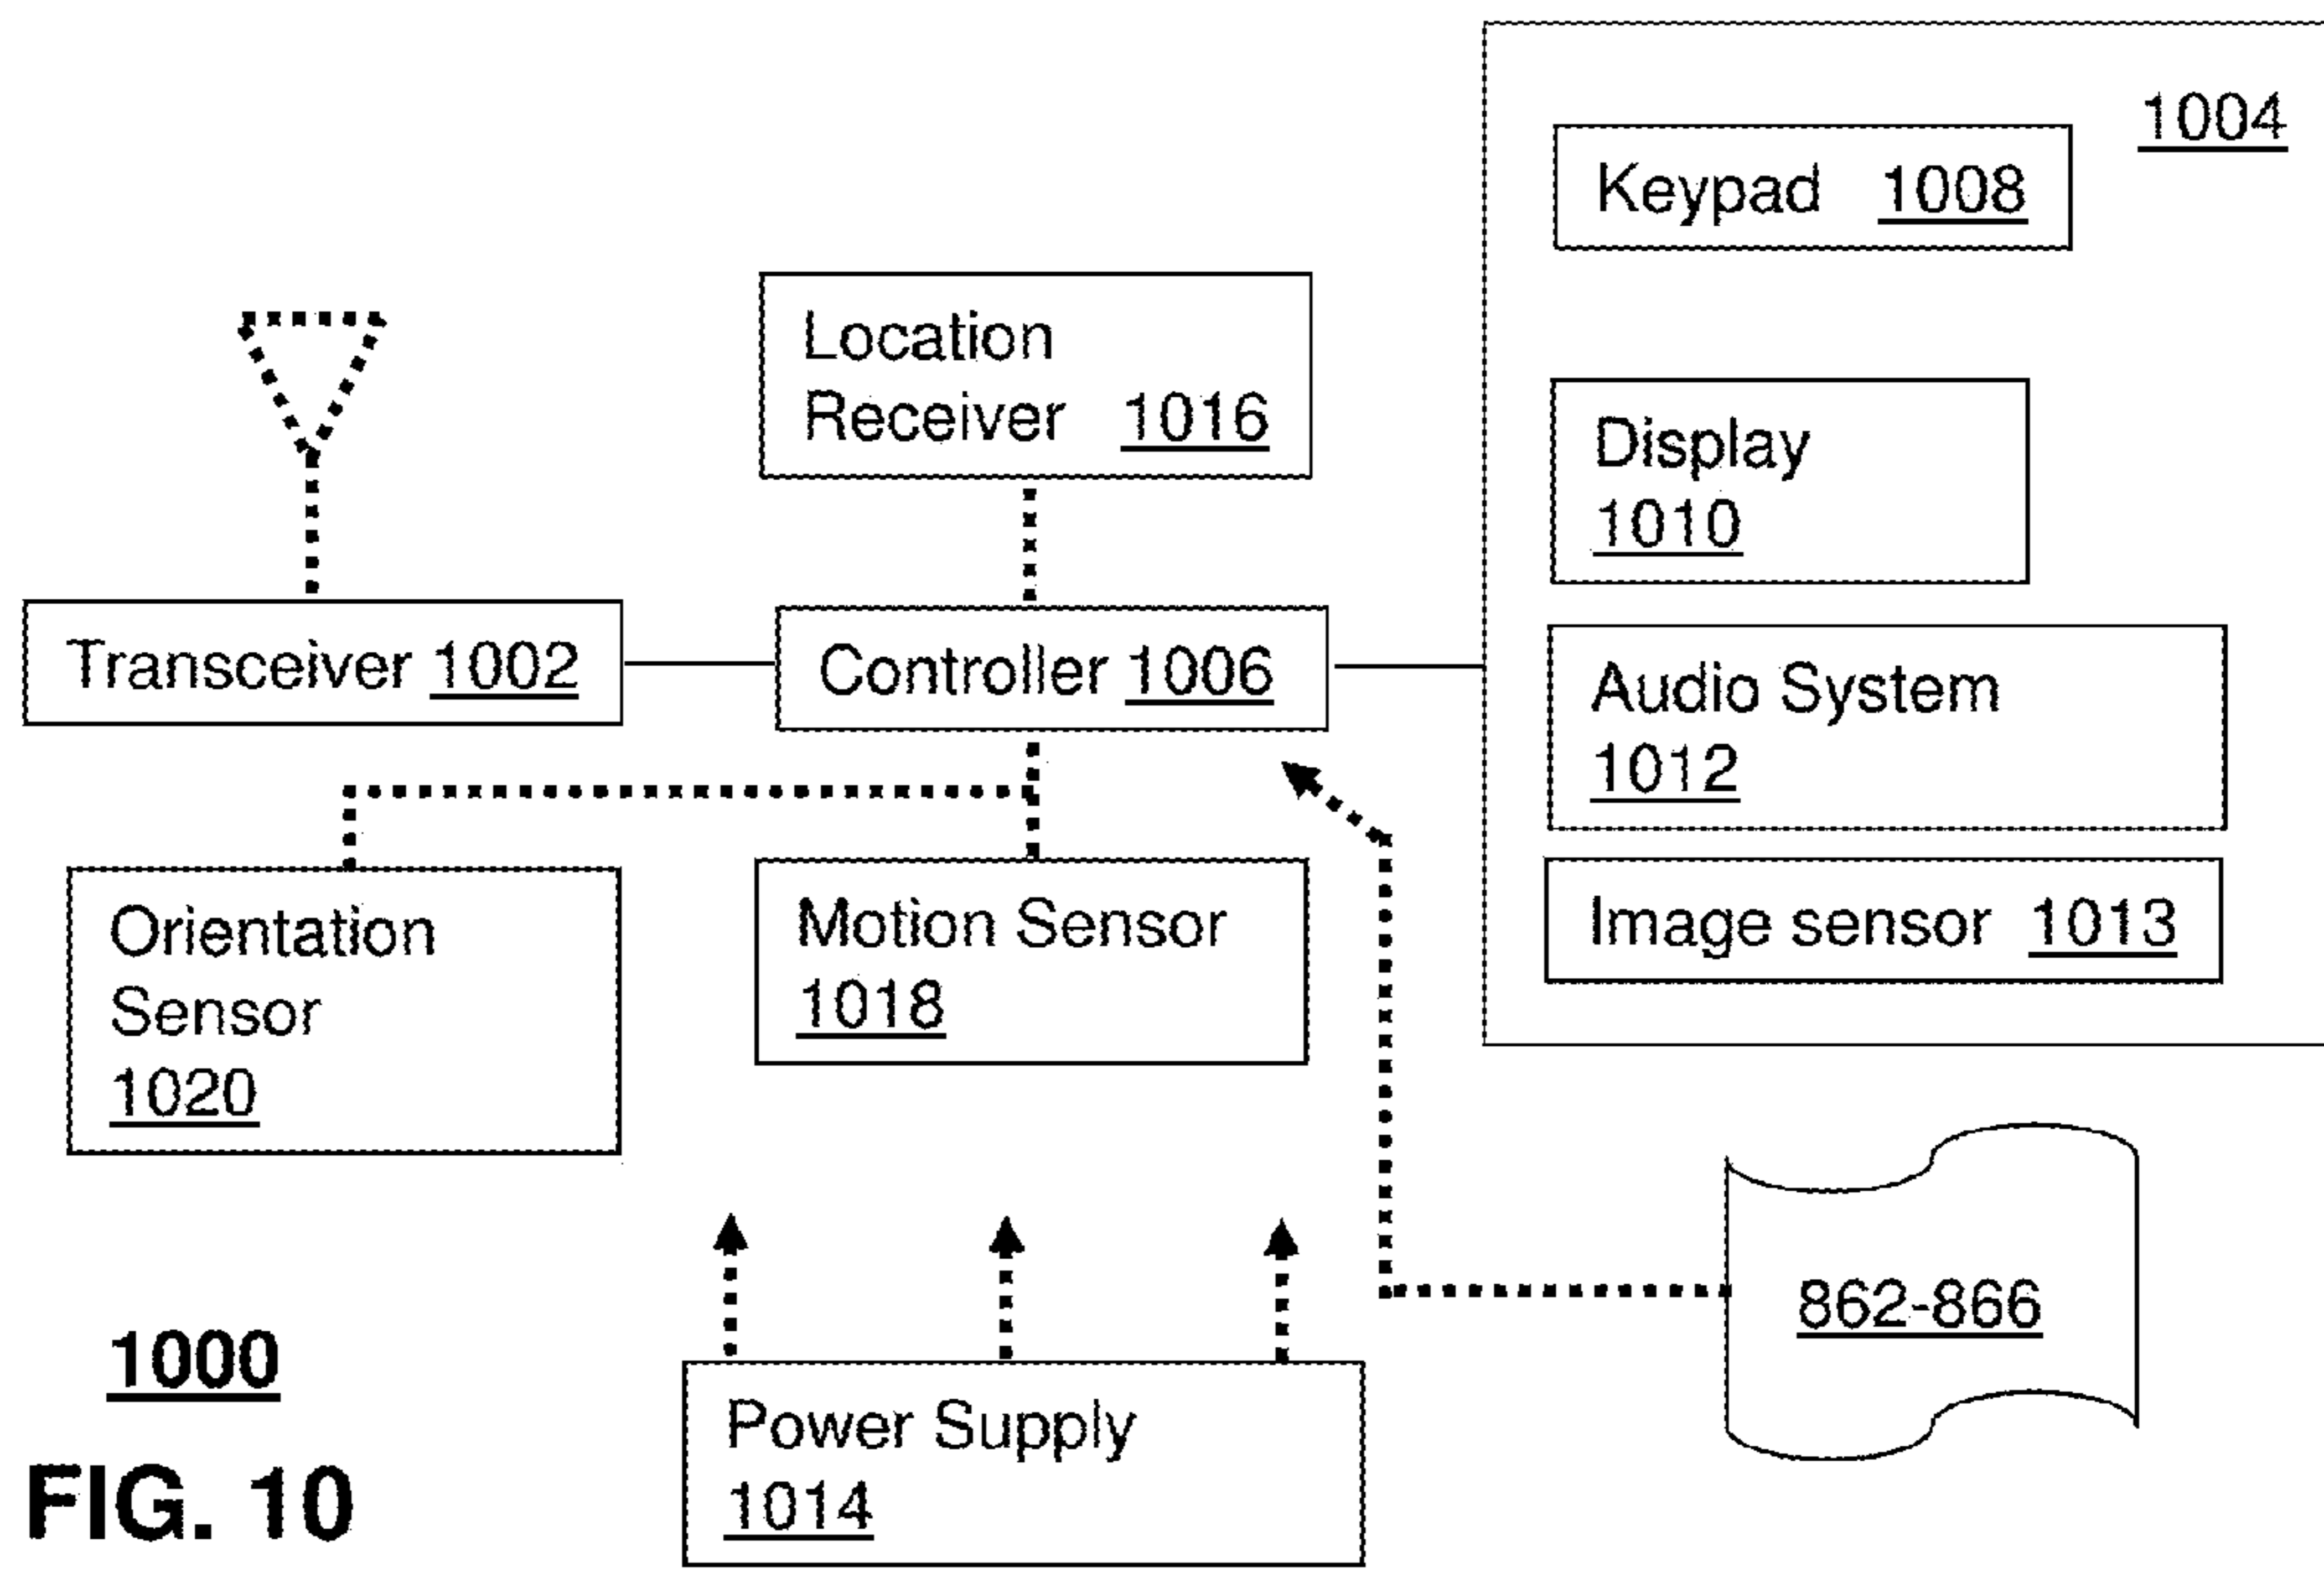 1004
Keypad 1008
Location
Receiver 1016
Display
1010
Transceiver 1002
Controller 1006
Audio System
1012
Orientation
Sensor
1020
Motion Sensor
1018
Image sensor 1013
862-866
1000
Power Supply
1014
FIG. 10